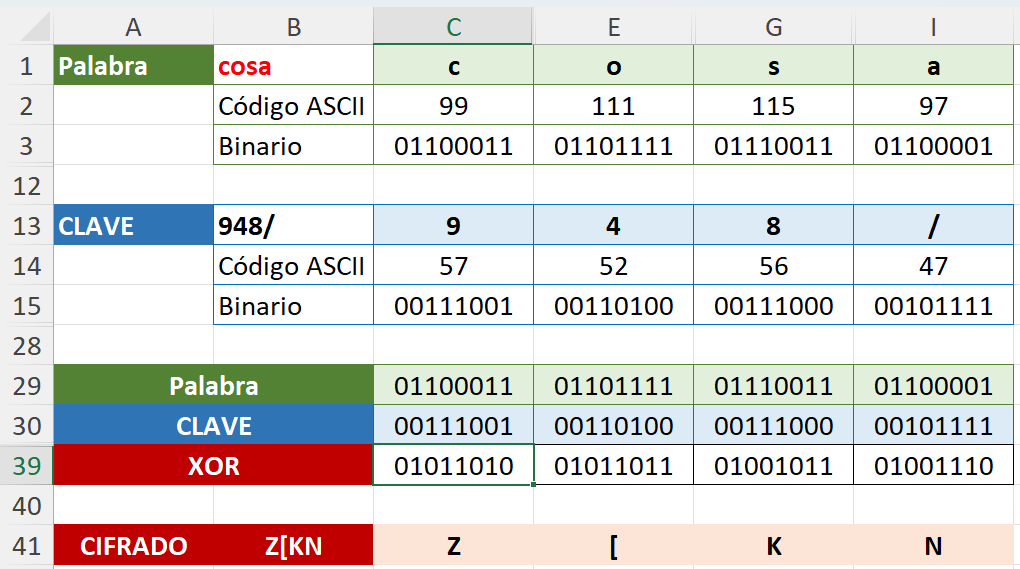 A B C E G I
1 Palabra cosa c o s a
2 Código ASCII 99 111 115 97
3 Binario 01100011 01101111 01110011 01100001
12
13 CLAVE 948/ 9 4 8 /
14 Código ASCII 57 52 56 47
15 Binario 00111001 00110100 00111000 00101111
28
29 Palabra 01100011 01101111 01110011 01100001
30 CLAVE 00111001 00110100 00111000 00101111
39 XOR 01011010 01011011 01001011 01001110
40
41 CIFRADO Z[KN Z [ K N